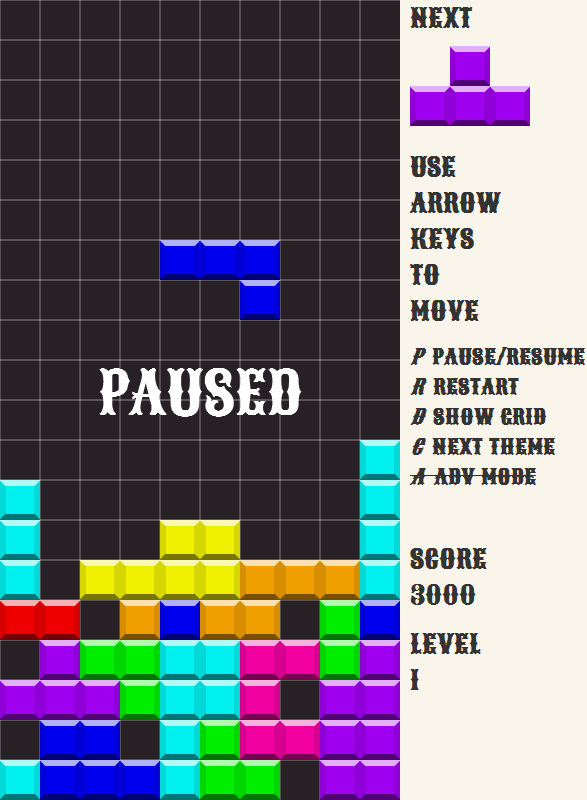 NEXT
USE
ARROW
KEYS
TO
MOVE
PAUSED
P PAUSE/RESUME
R RESTART
D SHOW GRID
C NEXT THEME
A ADV MODE
SCORE
3000
LEVEL
1